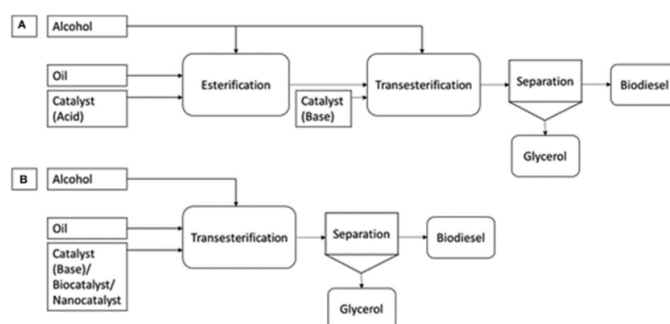 A
Alcohol
Oil
Catalyst
(Acid)
Esterification
Catalyst
(Base)
Transesterification
Separation
Biodiesel
Glycerol
B
Alcohol
Oil
Catalyst
(Base)/
Biocatalyst/
Nanocatalyst
Transesterification
Separation
Biodiesel
Glycerol